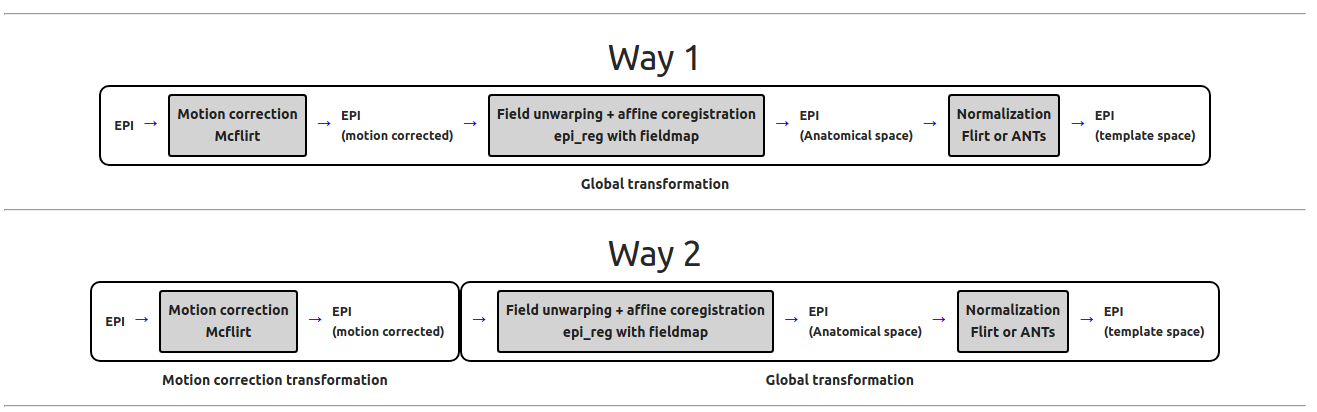 Way 1
EPI → Motion correction Mcflirt → EPI (motion corrected) → Field unwarping + affine coregistration epi_reg with fieldmap → EPI (Anatomical space) → Normalization Flirt or ANTs → EPI (template space)
Global transformation
Way 2
EPI → Motion correction Mcflirt → EPI (motion corrected) → Field unwarping + affine coregistration epi_reg with fieldmap → EPI (Anatomical space) → Normalization Flirt or ANTs → EPI (template space)
Motion correction transformation
Global transformation